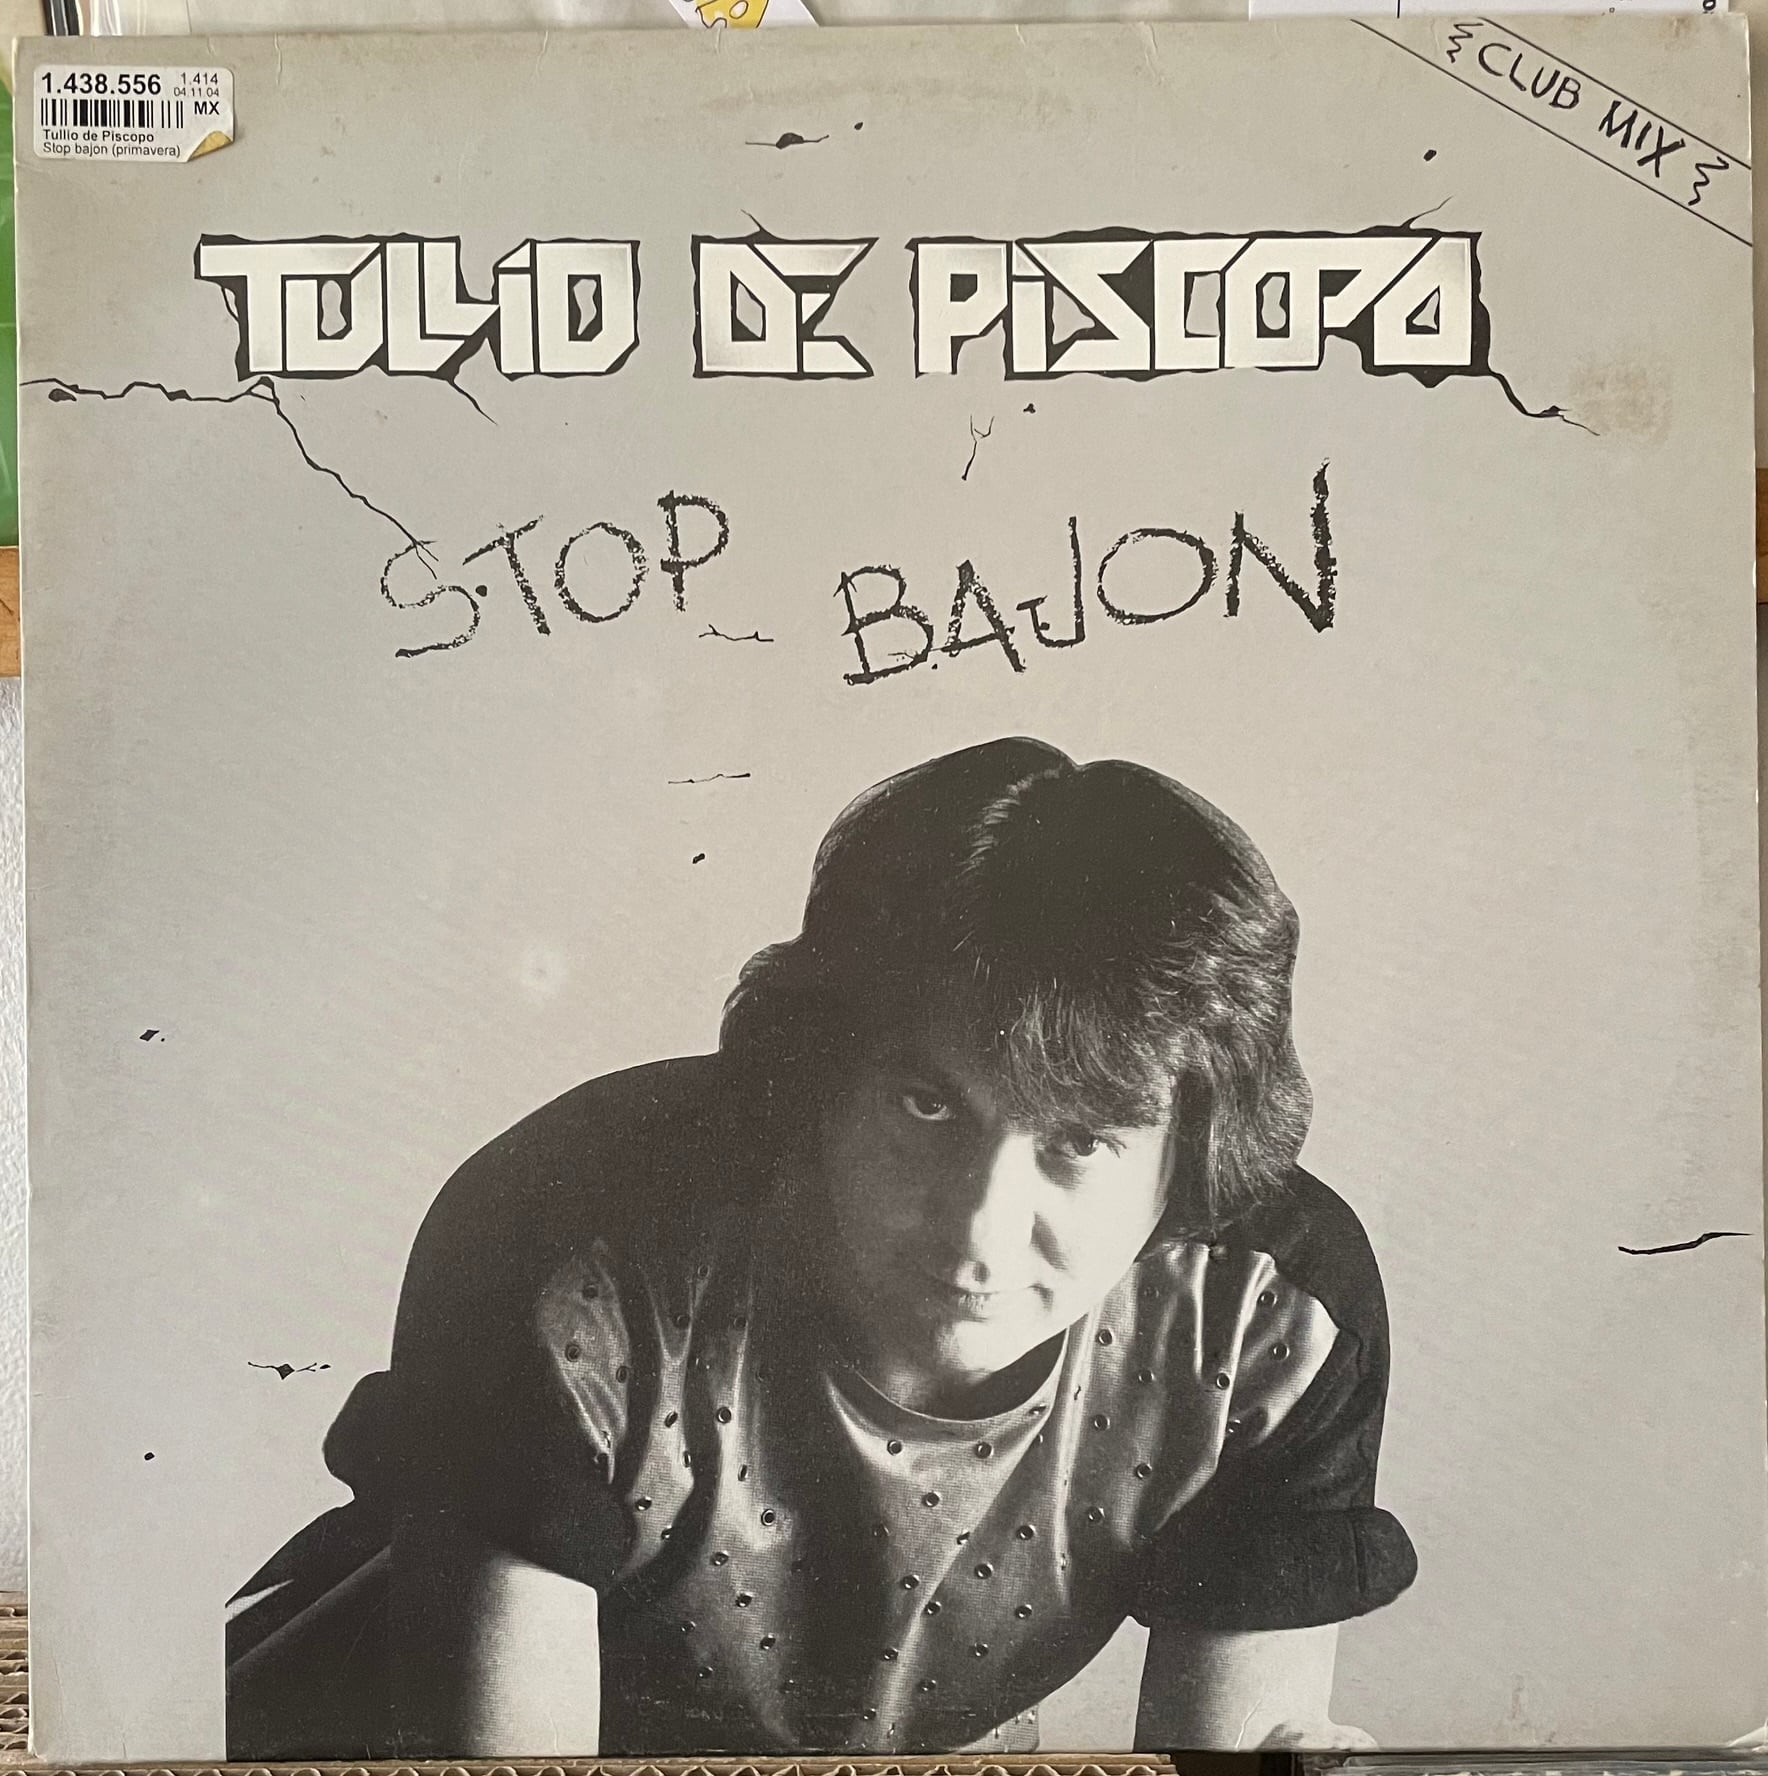 1.438.556 1.414
04.11.04
MX
Tullio de Piscopo
Stop bajon (primavera)
CLUB MIX
TULLiO DE PiSCOPO
STOP BAJON